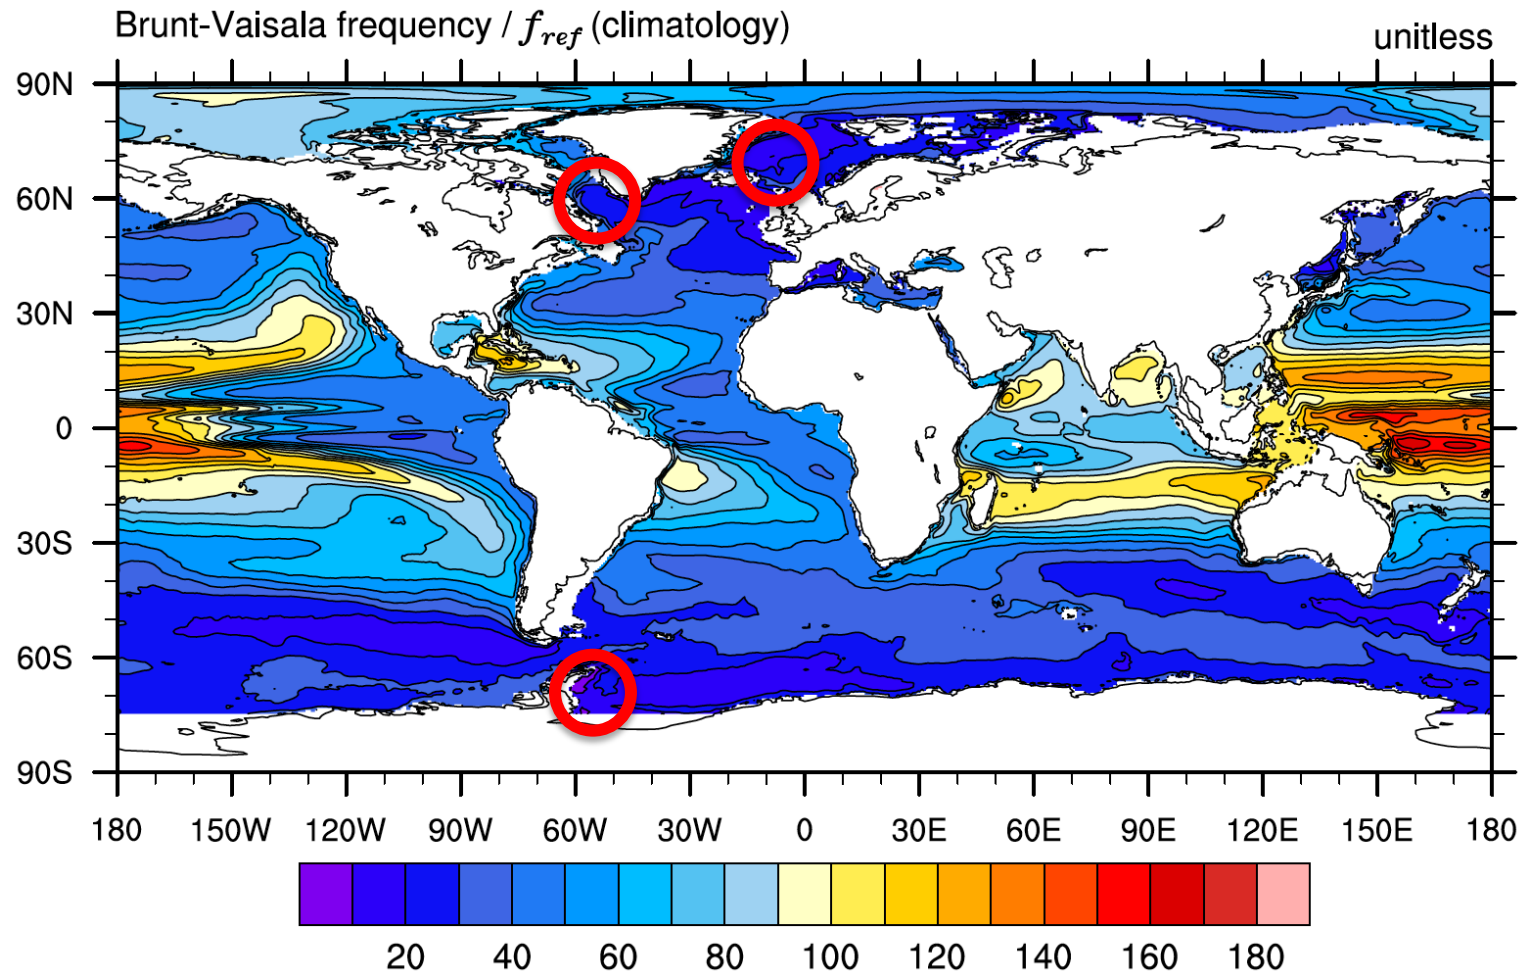 Brunt-Vaisala frequency / f_ref (climatology)
unitless
90N
60N
30N
0
30S
60S
90S
180 150W 120W 90W 60W 30W 0 30E 60E 90E 120E 150E 180
20 40 60 80 100 120 140 160 180